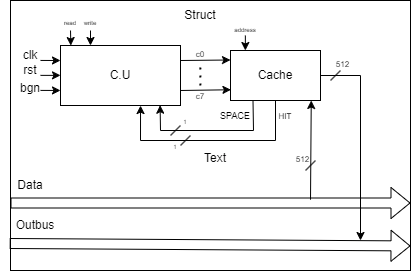 Struct
read write
address
clk
rst
bgn
C.U
c0
c7
Cache
512
SPACE
HIT
1
1
Text
512
Data
Outbus